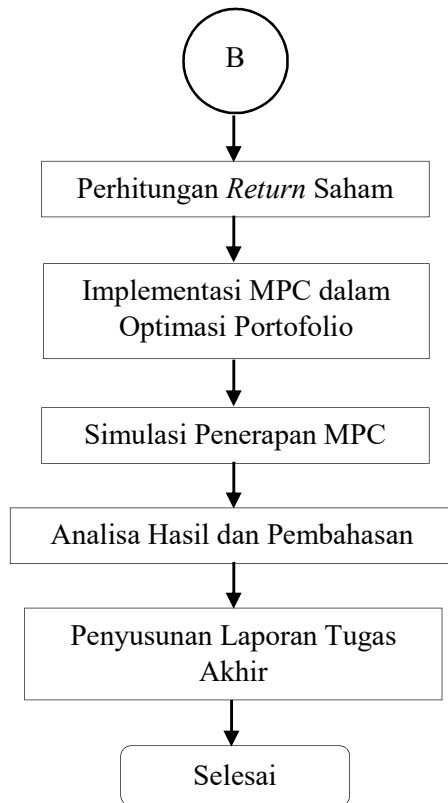 B
Perhitungan Return Saham
Implementasi MPC dalam
Optimasi Portofolio
Simulasi Penerapan MPC
Analisa Hasil dan Pembahasan
Penyusunan Laporan Tugas
Akhir
Selesai